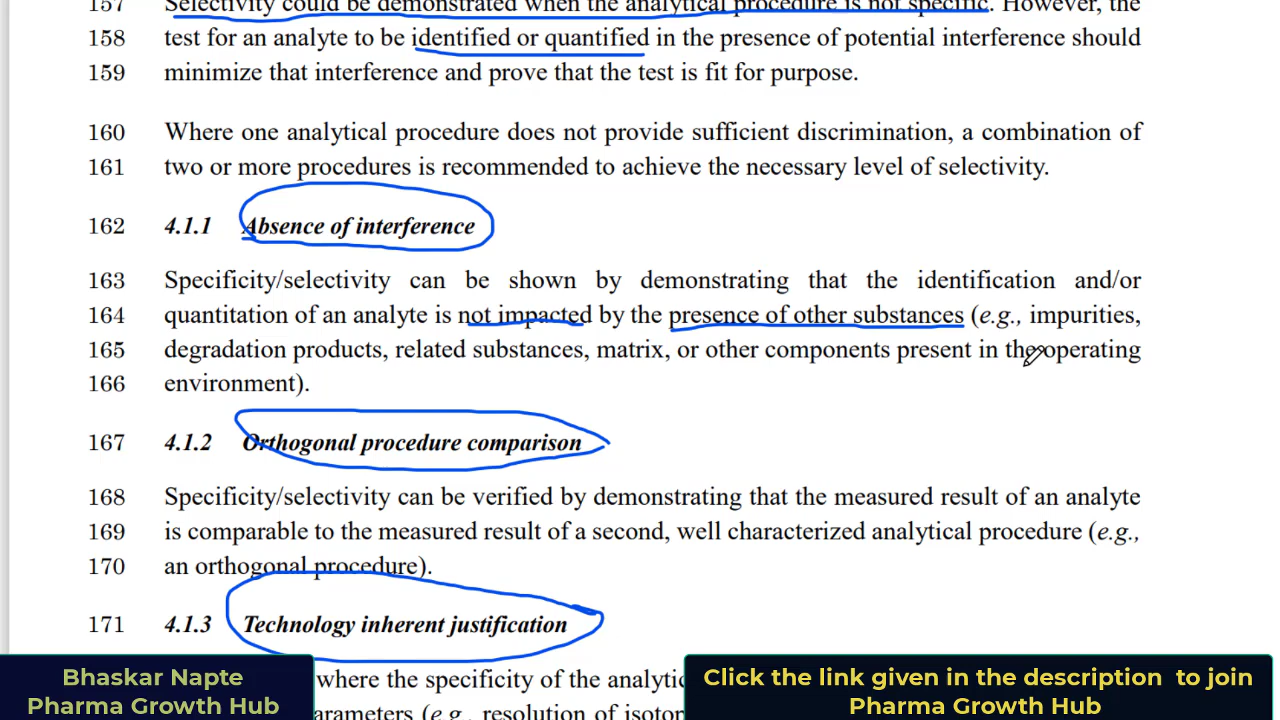 157 Selectivity could be demonstrated when the analytical procedure is not specific. However, the
158 test for an analyte to be identified or quantified in the presence of potential interference should
159 minimize that interference and prove that the test is fit for purpose.
160 Where one analytical procedure does not provide sufficient discrimination, a combination of
161 two or more procedures is recommended to achieve the necessary level of selectivity.
162 4.1.1 Absence of interference
163 Specificity/selectivity can be shown by demonstrating that the identification and/or
164 quantitation of an analyte is not impacted by the presence of other substances (e.g., impurities,
165 degradation products, related substances, matrix, or other components present in the operating
166 environment).
167 4.1.2 Orthogonal procedure comparison
168 Specificity/selectivity can be verified by demonstrating that the measured result of an analyte
169 is comparable to the measured result of a second, well characterized analytical procedure (e.g.,
170 an orthogonal procedure).
171 4.1.3 Technology inherent justification
where the specificity of the analytic
arameters (e.g., resolution of isotop
Bhaskar Napte
Pharma Growth Hub
Click the link given in the description to join
Pharma Growth Hub